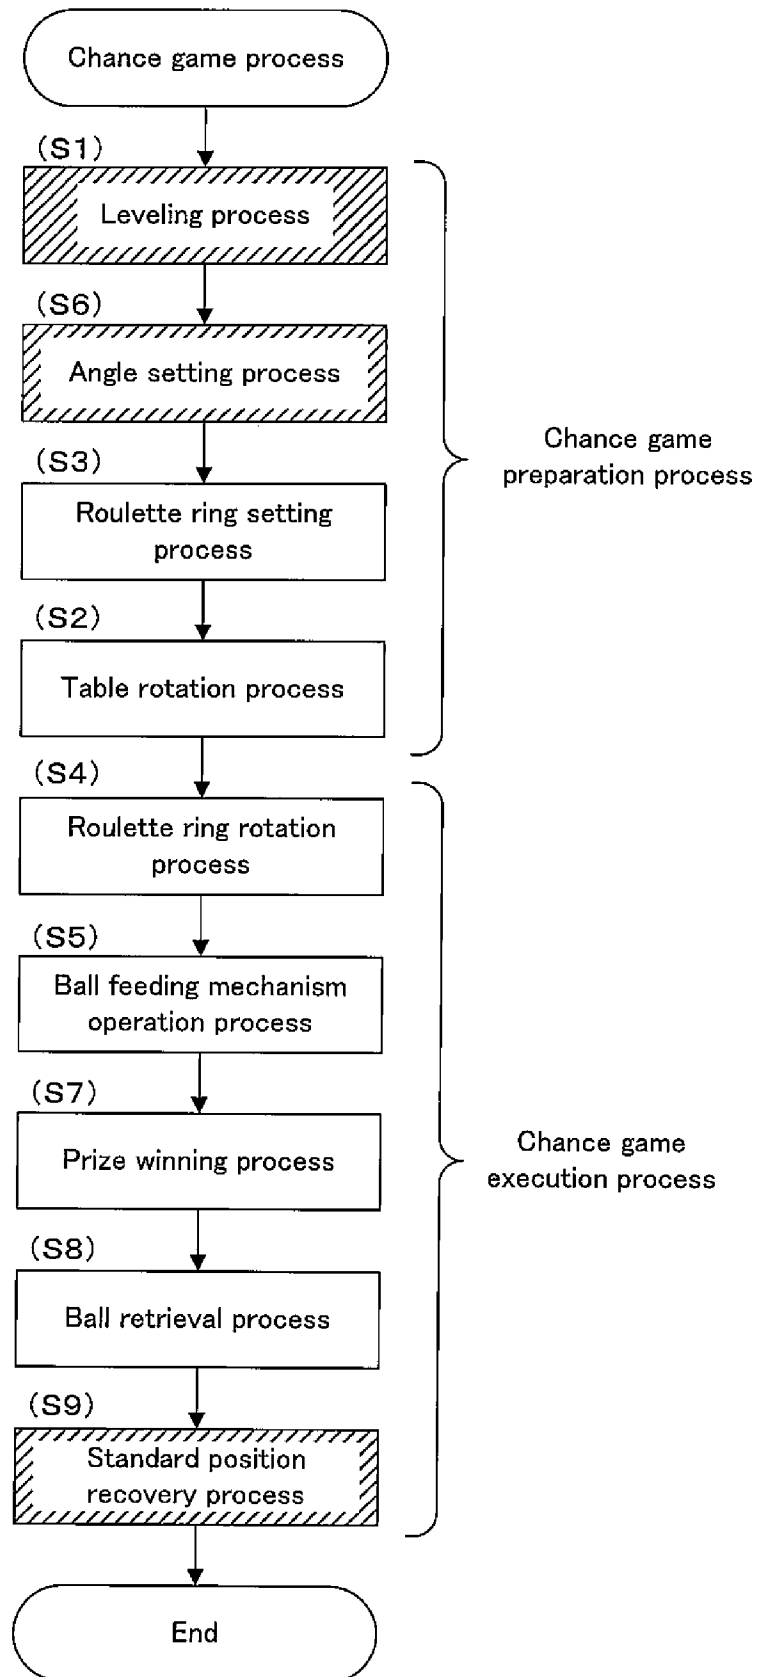 Chance game process
(S1)
Leveling process
(S6)
Angle setting process
(S3)
Roulette ring setting
process
(S2)
Table rotation process
Chance game
preparation process
(S4)
Roulette ring rotation
process
(S5)
Ball feeding mechanism
operation process
(S7)
Prize winning process
(S8)
Ball retrieval process
(S9)
Standard position
recovery process
Chance game
execution process
End